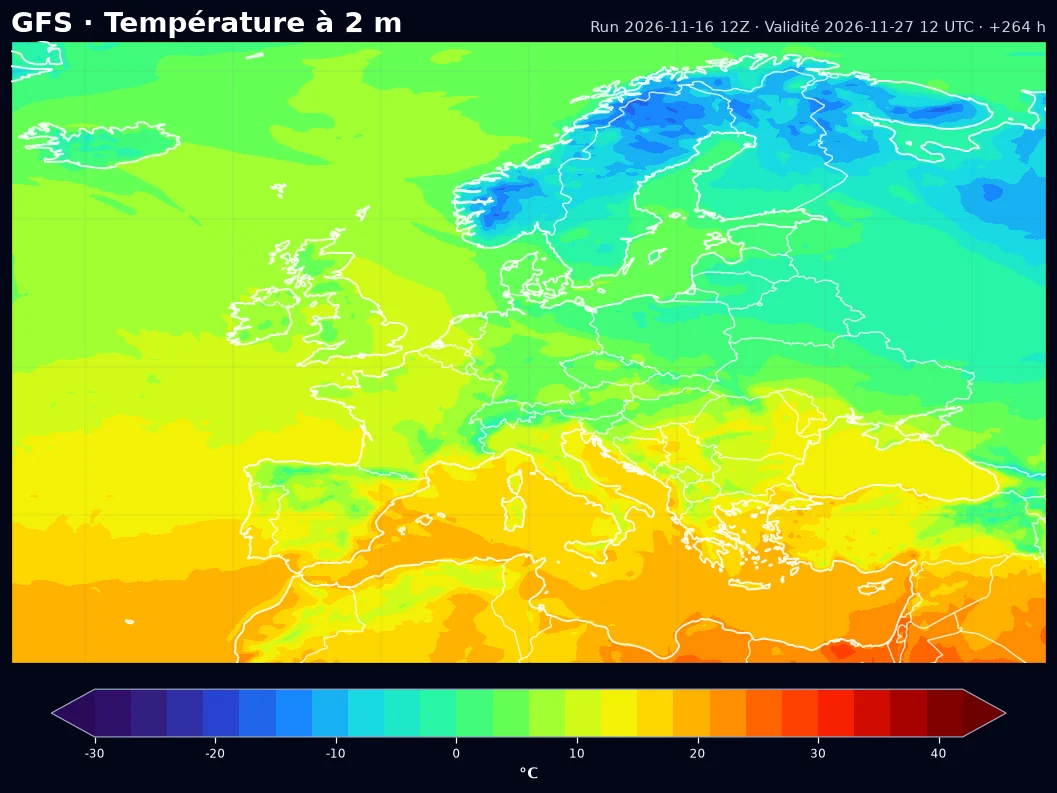 GFS · Température à 2 m
Run 2026-11-16 12Z · Validité 2026-11-27 12 UTC · +264 h
-30 -20 -10 0 10 20 30 40
°C